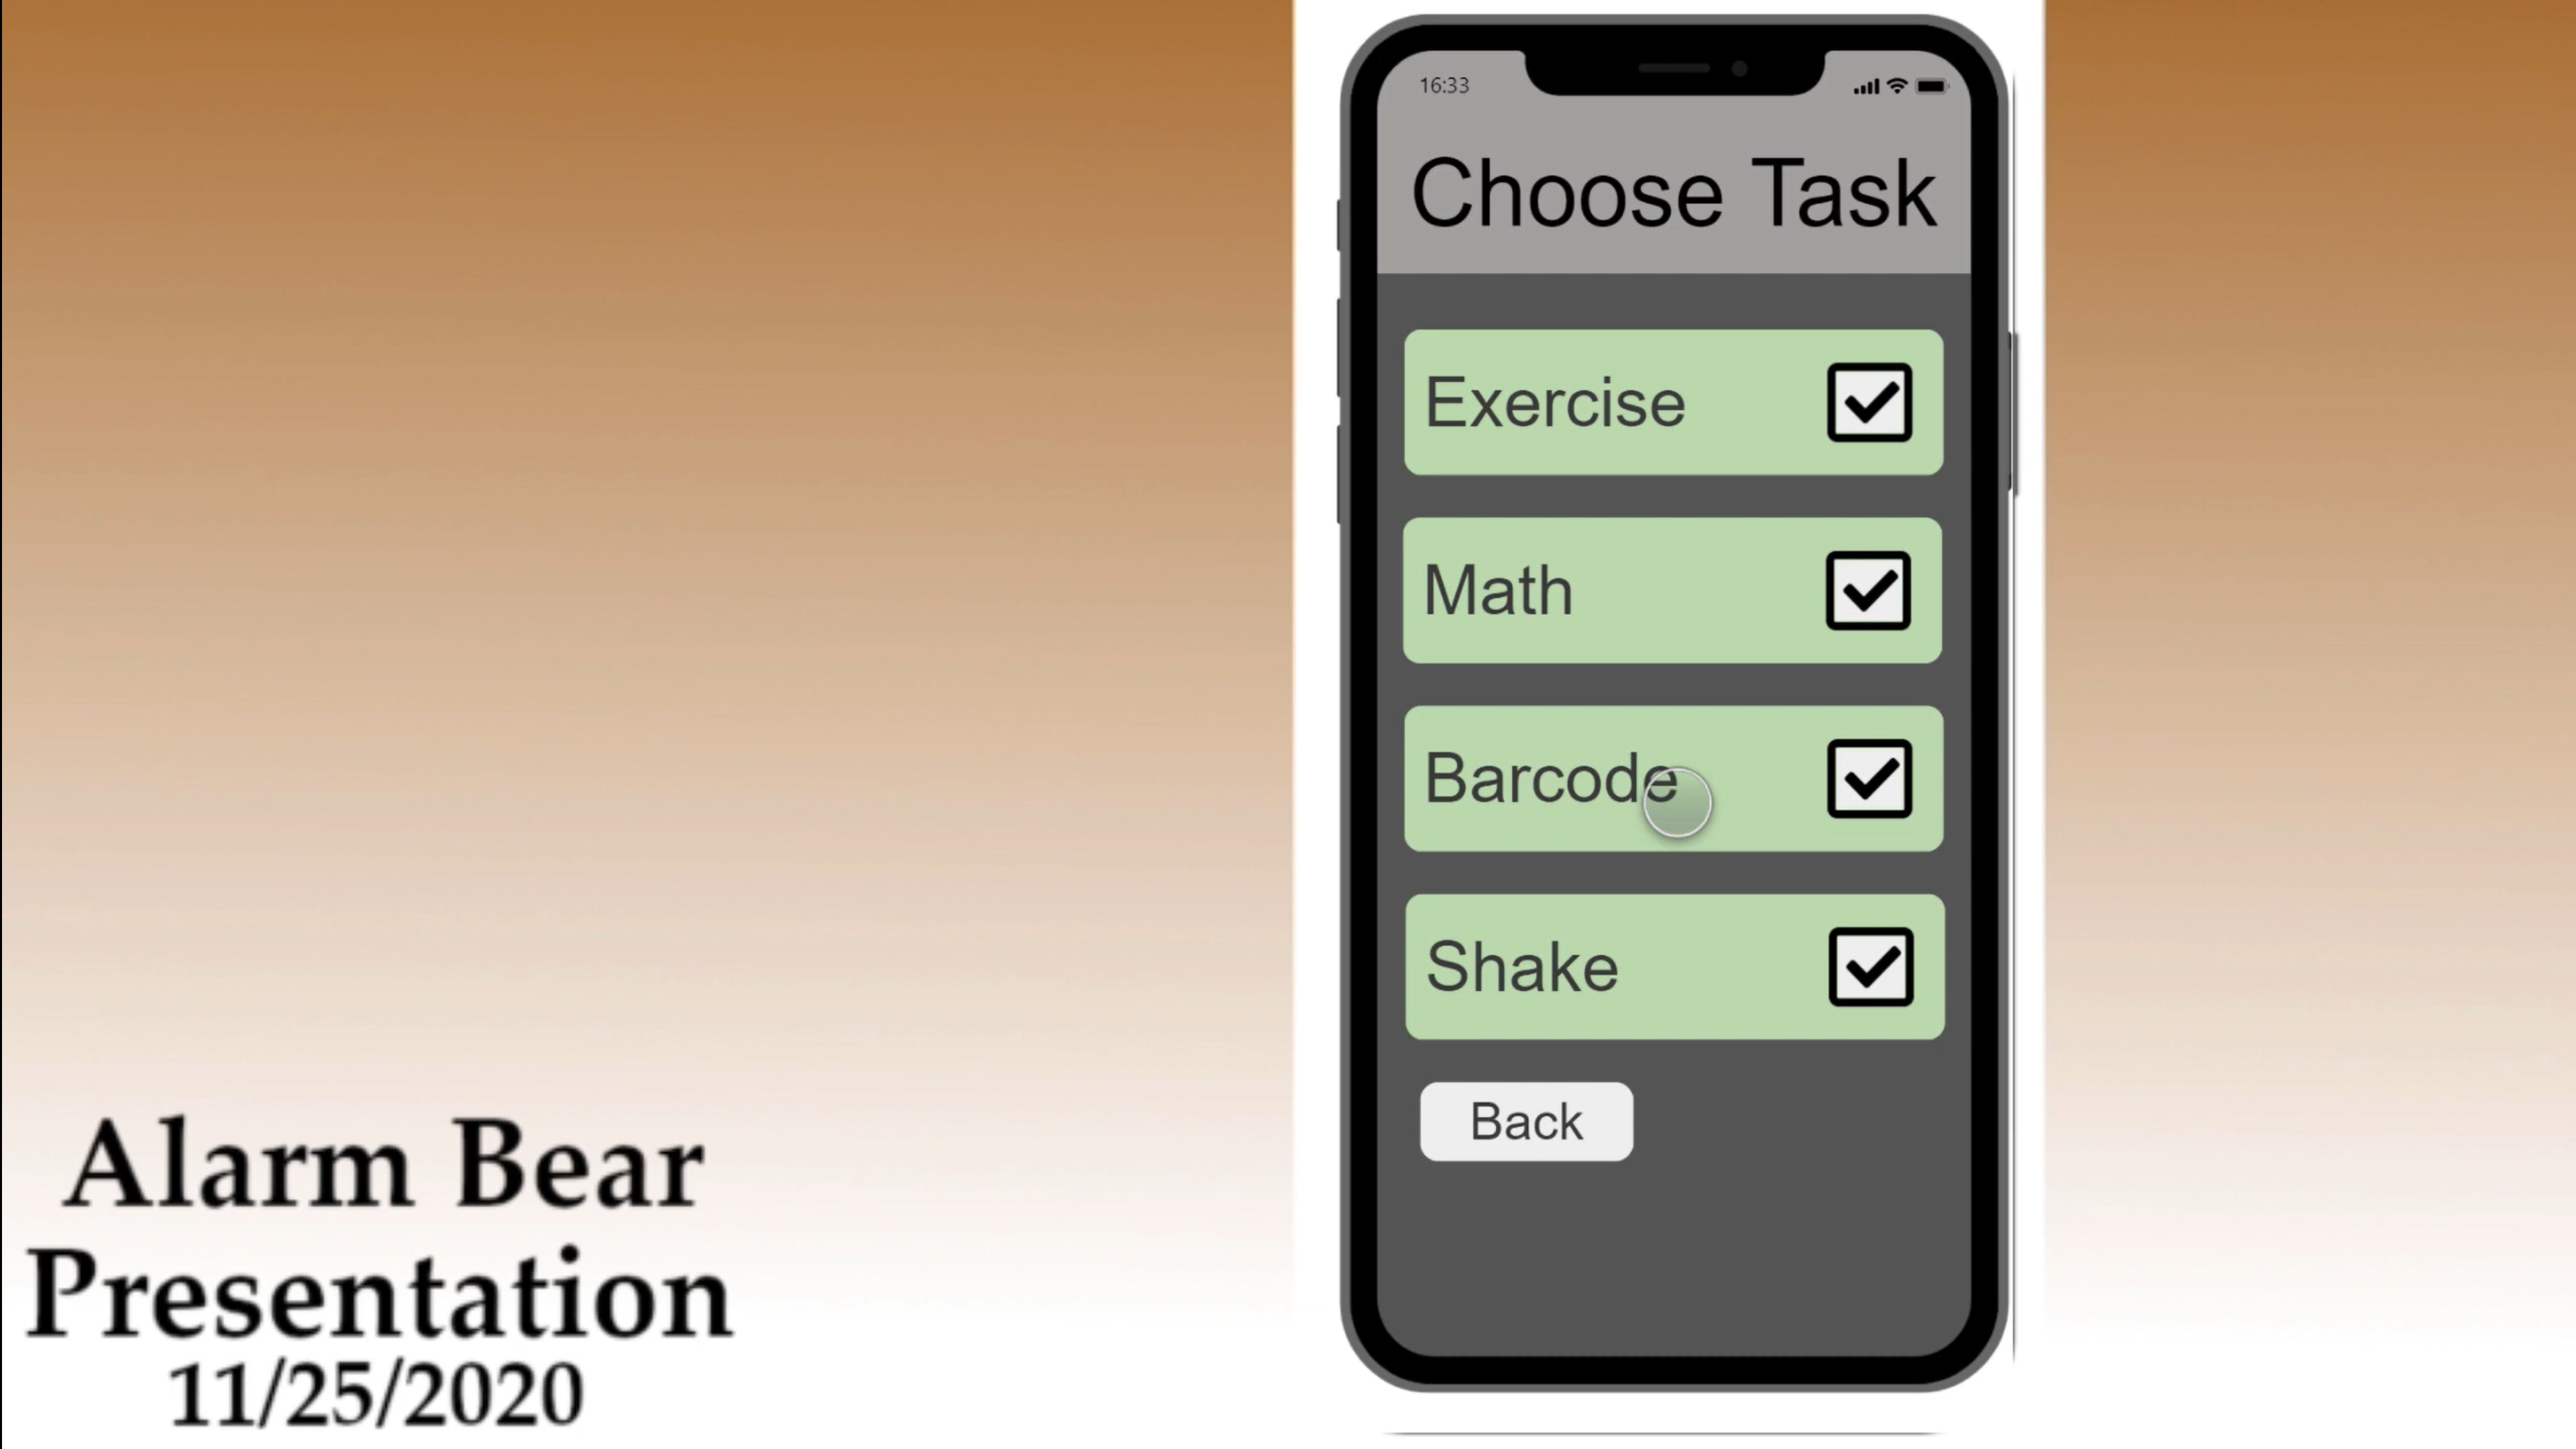 16:33
Choose Task
Exercise
Math
Barcode
Shake
Back
Alarm Bear
Presentation
11/25/2020